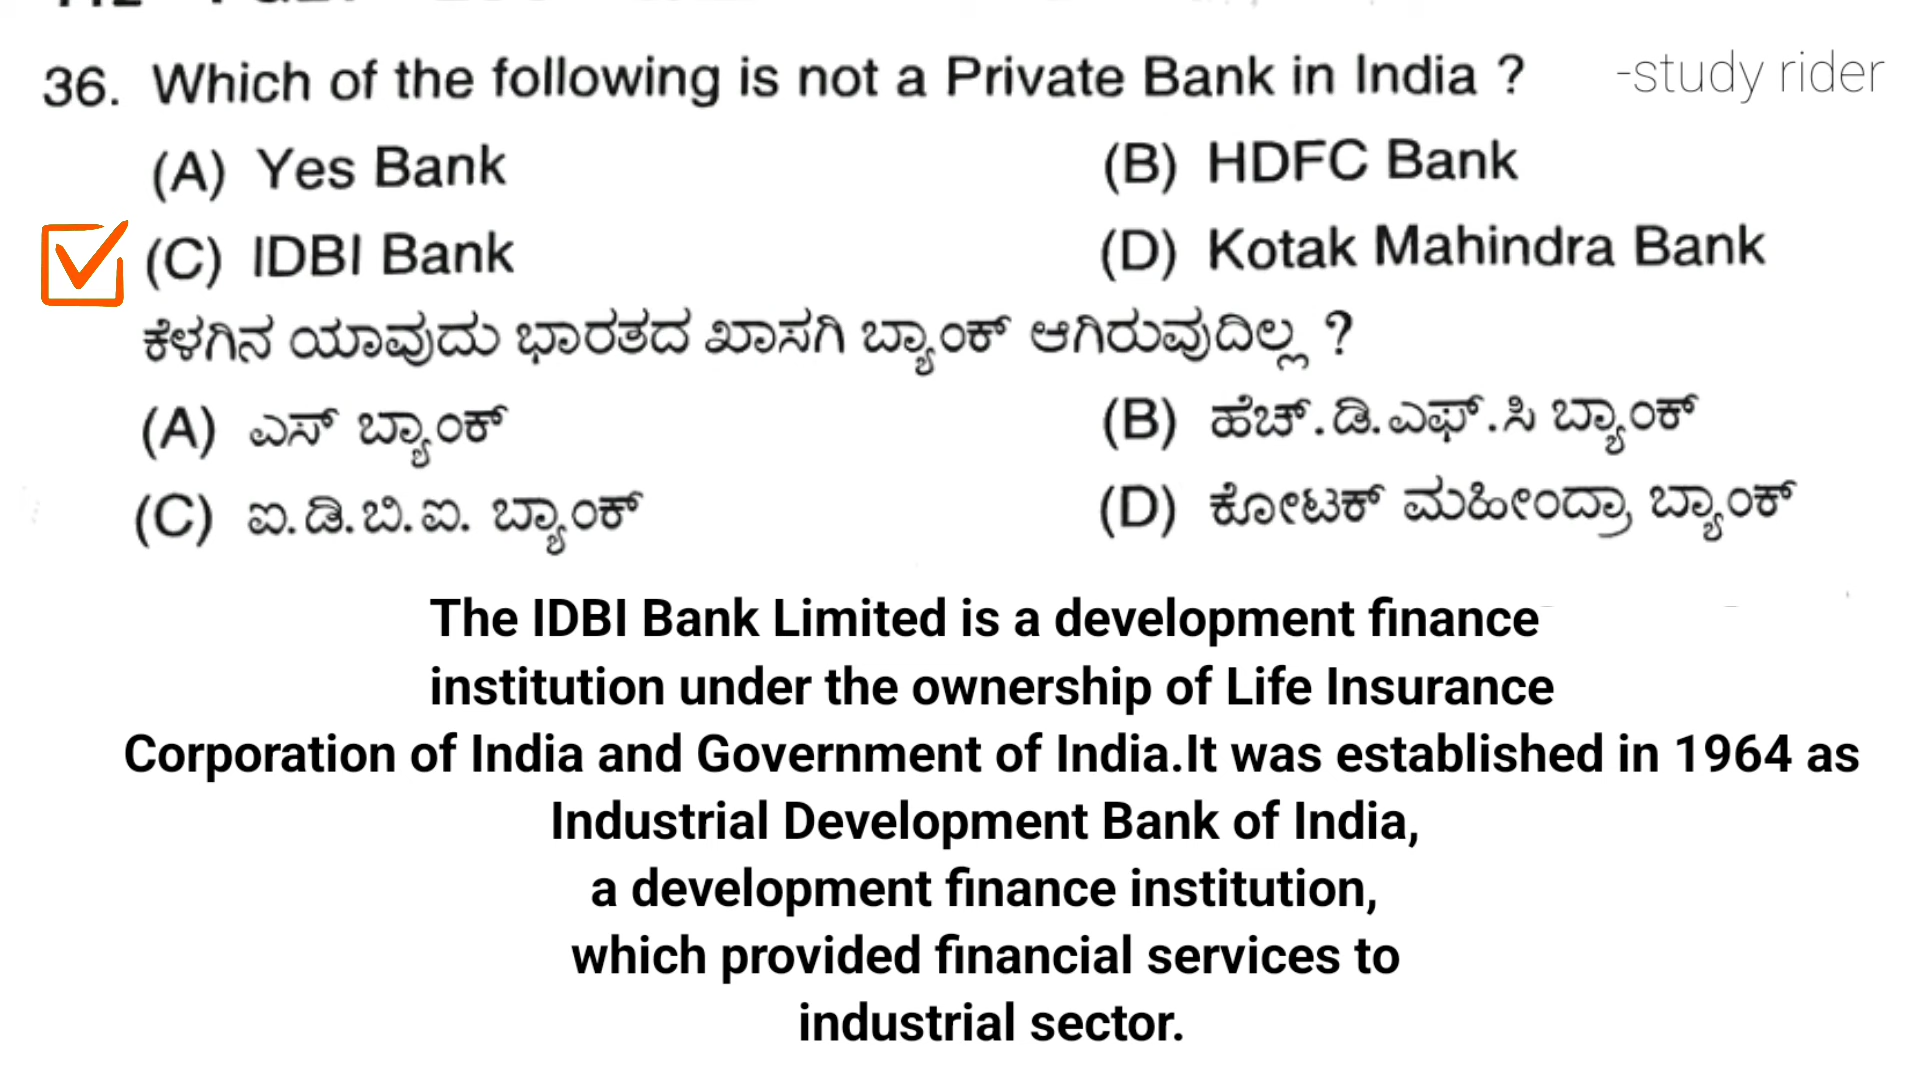 36. Which of the following is not a Private Bank in India ?
-study rider
(A) Yes Bank
(B) HDFC Bank
(C) IDBI Bank
(D) Kotak Mahindra Bank
ಕೆಳಗಿನ ಯಾವುದು ಭಾರತದ ಖಾಸಗಿ ಬ್ಯಾಂಕ್ ಆಗಿರುವುದಿಲ್ಲ ?
(A) ಎಸ್ ಬ್ಯಾಂಕ್
(B) ಹೆಚ್.ಡಿ.ಎಫ್.ಸಿ ಬ್ಯಾಂಕ್
(C) ಐ.ಡಿ.ಬಿ.ಐ. ಬ್ಯಾಂಕ್
(D) ಕೋಟಕ್ ಮಹೀಂದ್ರಾ ಬ್ಯಾಂಕ್
The IDBI Bank Limited is a development finance
institution under the ownership of Life Insurance
Corporation of India and Government of India.It was established in 1964 as
Industrial Development Bank of India,
a development finance institution,
which provided financial services to
industrial sector.